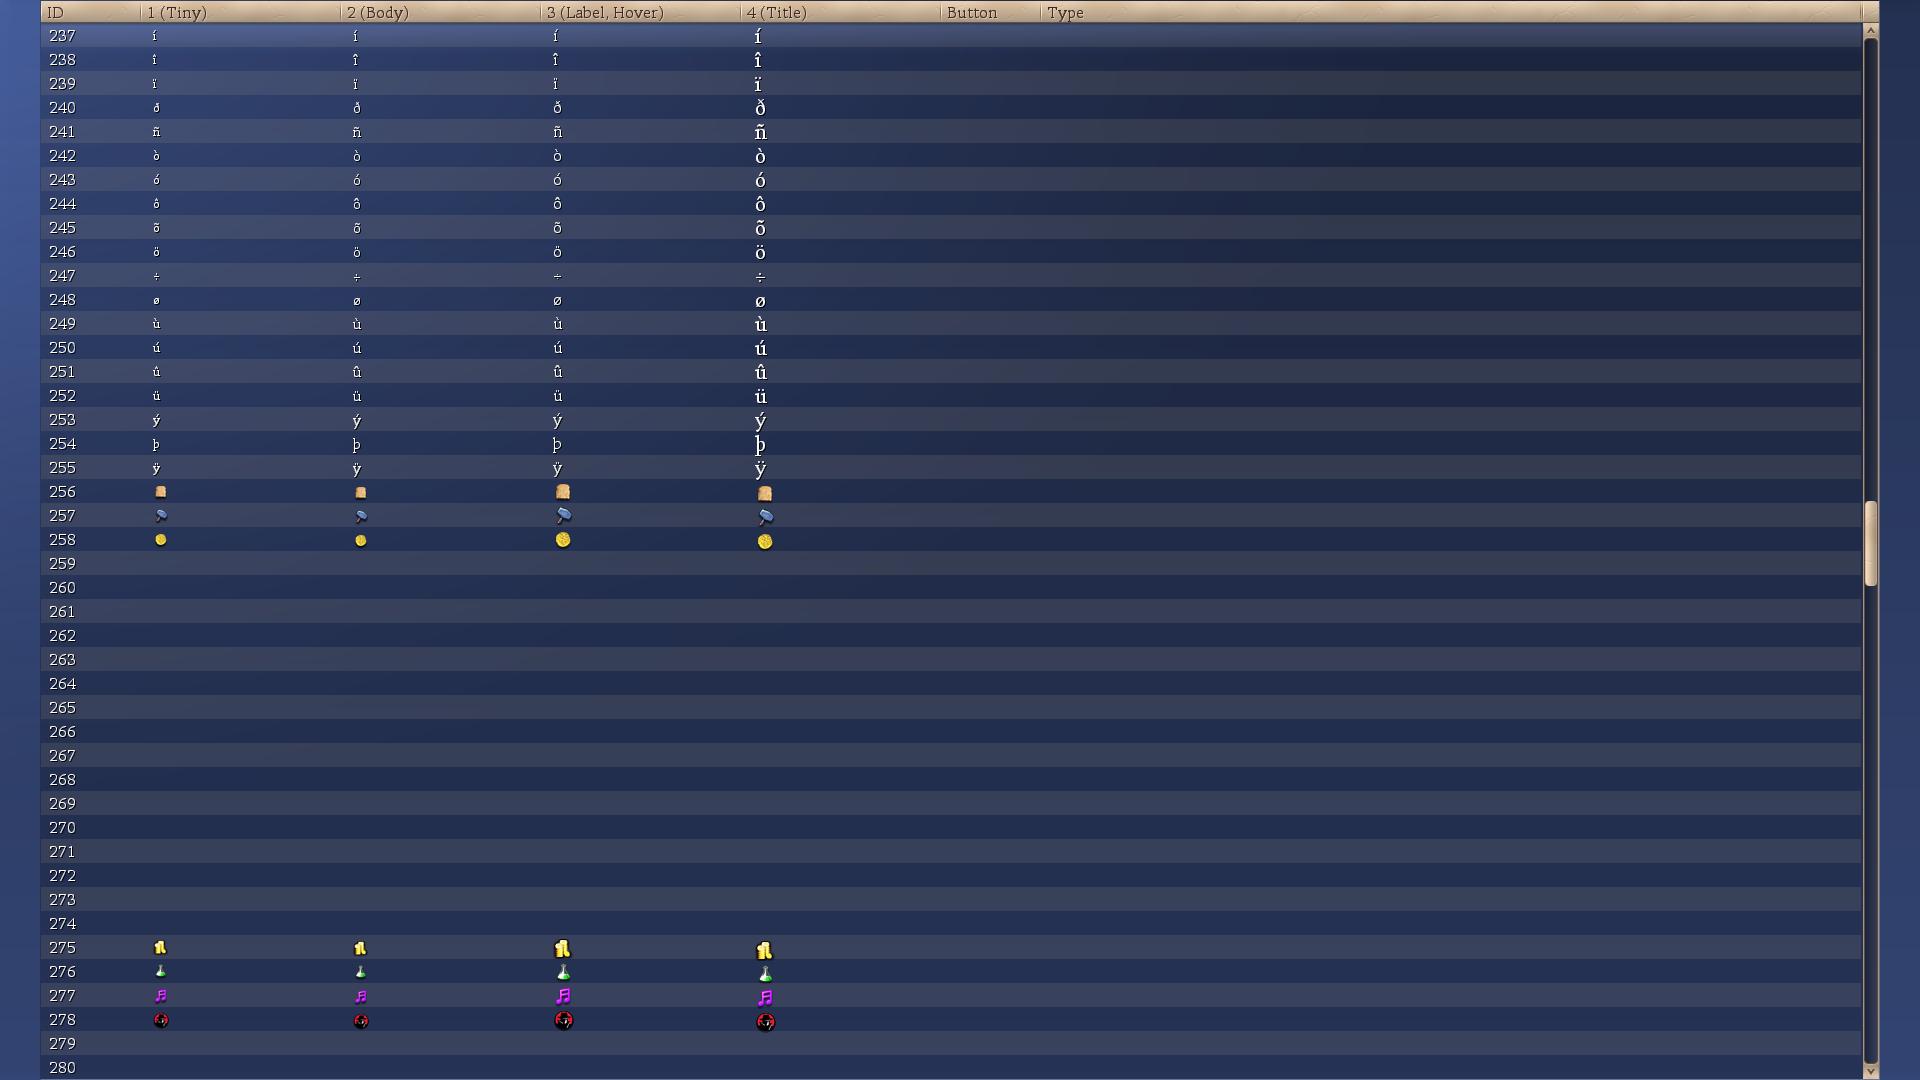 ID 1 (Tiny) 2 (Body) 3 (Label, Hover) 4 (Title) Button Type
237 í í í í
238 î î î î
239 ï ï ï ï
240 ð ð ð ð
241 ñ ñ ñ ñ
242 ò ò ò ò
243 ó ó ó ó
244 ô ô ô ô
245 õ õ õ õ
246 ö ö ö ö
247 ÷ ÷ ÷ ÷
248 ø ø ø ø
249 ù ù ù ù
250 ú ú ú ú
251 û û û û
252 ü ü ü ü
253 ý ý ý ý
254 þ þ þ þ
255 ÿ ÿ ÿ ÿ
256
257
258
259
260
261
262
263
264
265
266
267
268
269
270
271
272
273
274
275
276
277
278
279
280